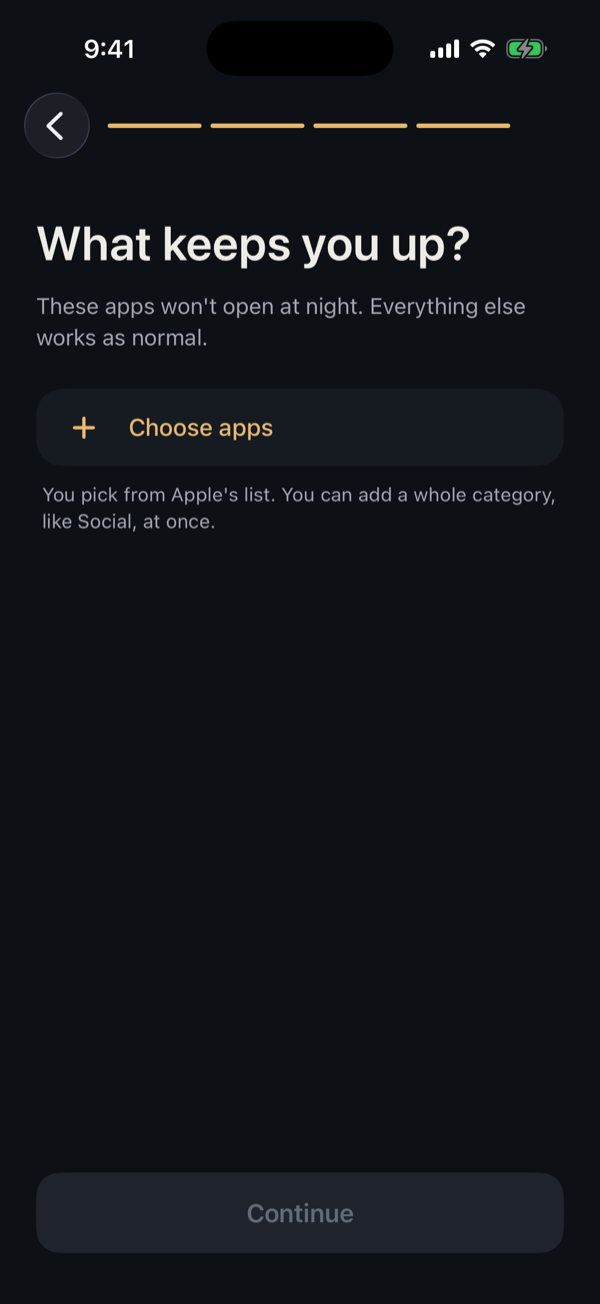 9:41
What keeps you up?
These apps won't open at night. Everything else
works as normal.
Choose apps
You pick from Apple's list. You can add a whole category,
like Social, at once.
Continue